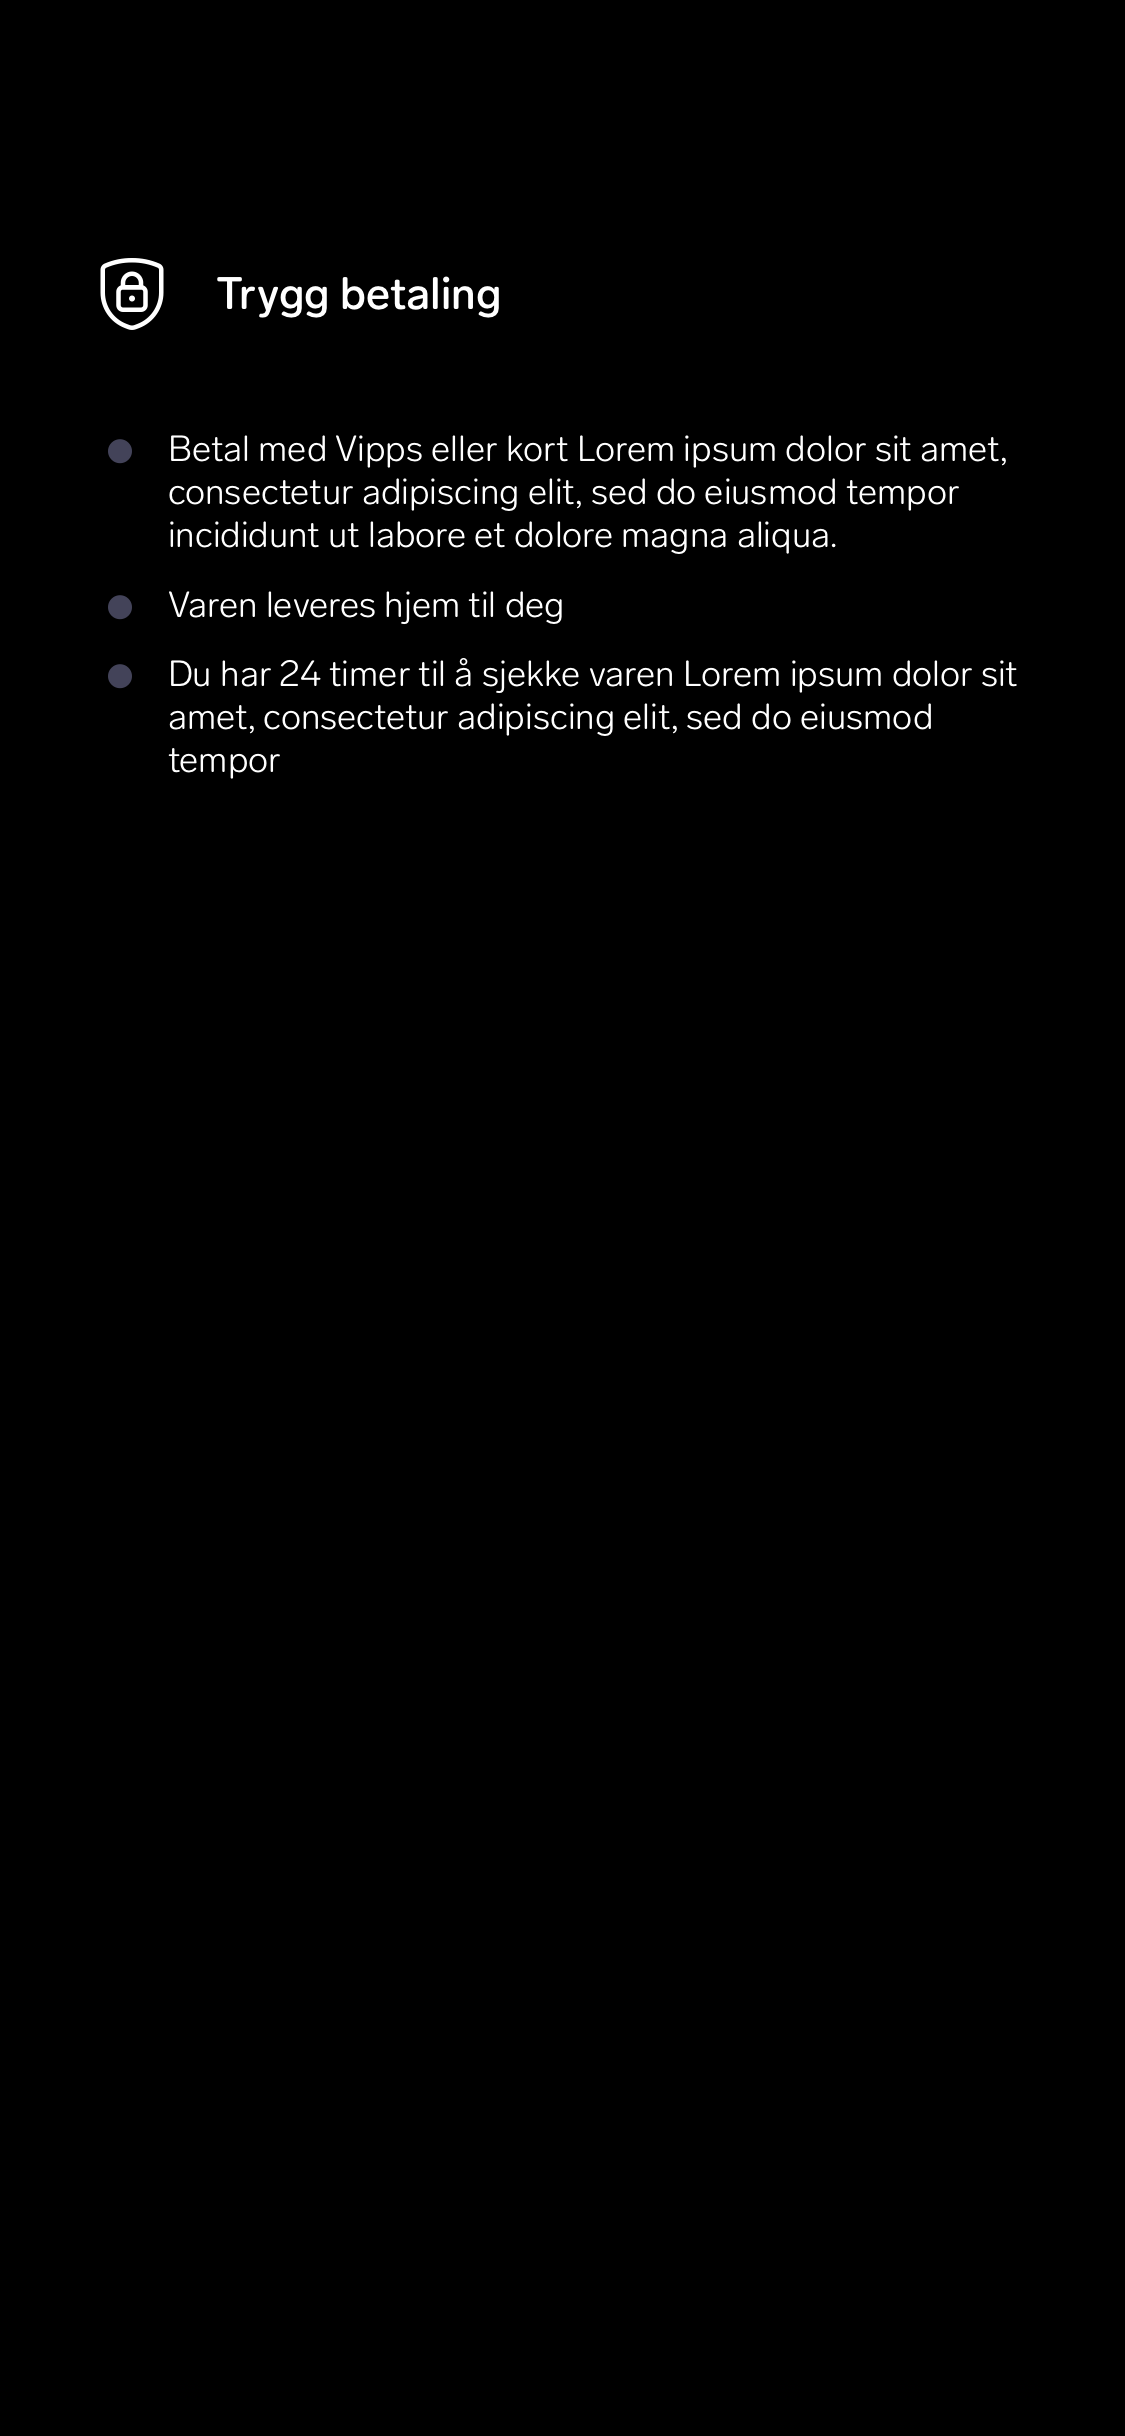 Trygg betaling
Betal med Vipps eller kort Lorem ipsum dolor sit amet,
consectetur adipiscing elit, sed do eiusmod tempor
incididunt ut labore et dolore magna aliqua.
Varen leveres hjem til deg
Du har 24 timer til å sjekke varen Lorem ipsum dolor sit
amet, consectetur adipiscing elit, sed do eiusmod
tempor